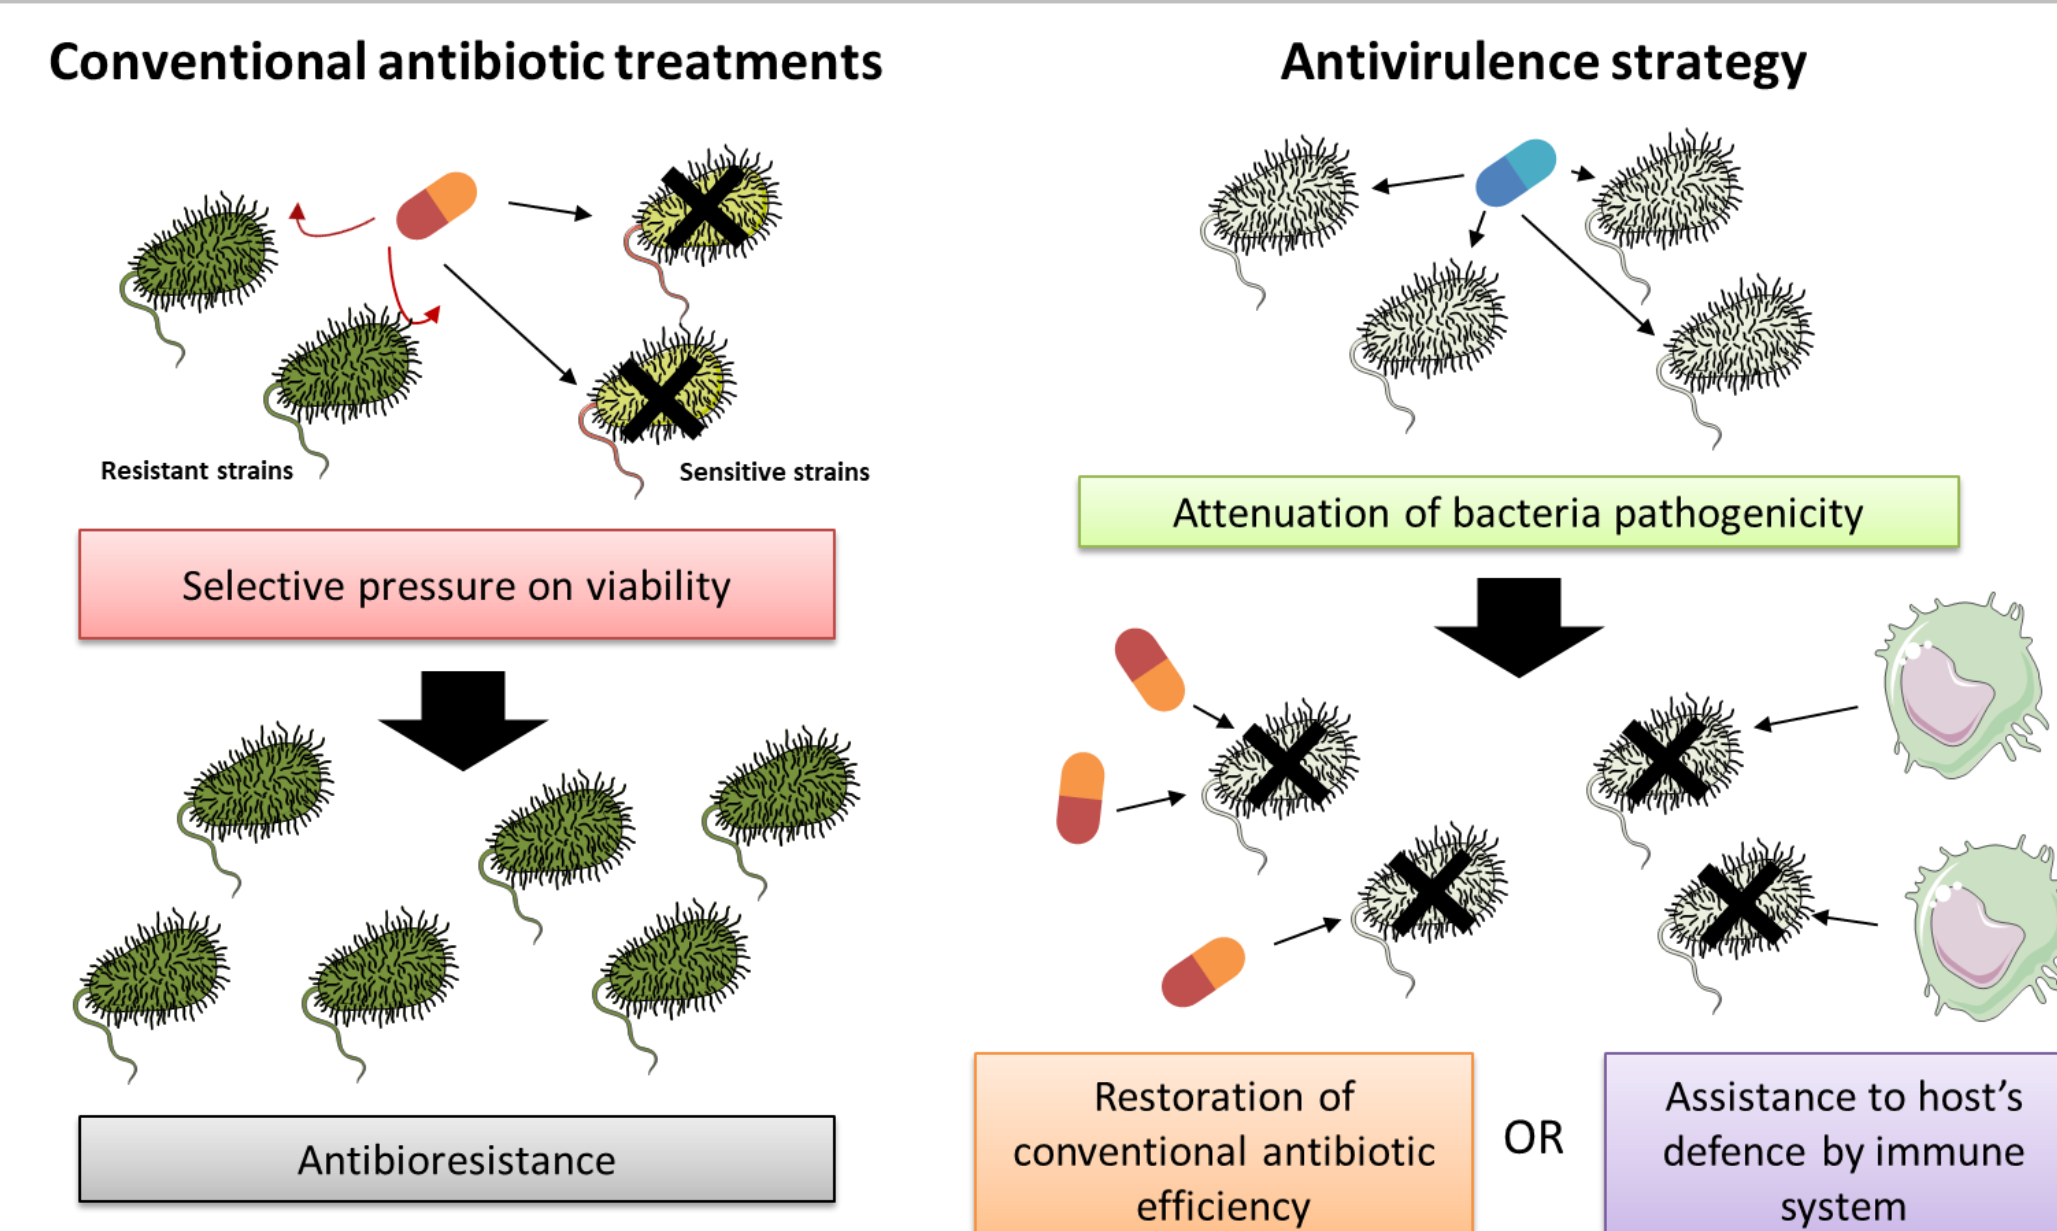 Conventional antibiotic treatments
Resistant strains
Sensitive strains
Selective pressure on viability
Antibioresistance
Antivirulence strategy
Attenuation of bacteria pathogenicity
Restoration of
conventional antibiotic
efficiency
OR
Assistance to host’s
defence by immune
system